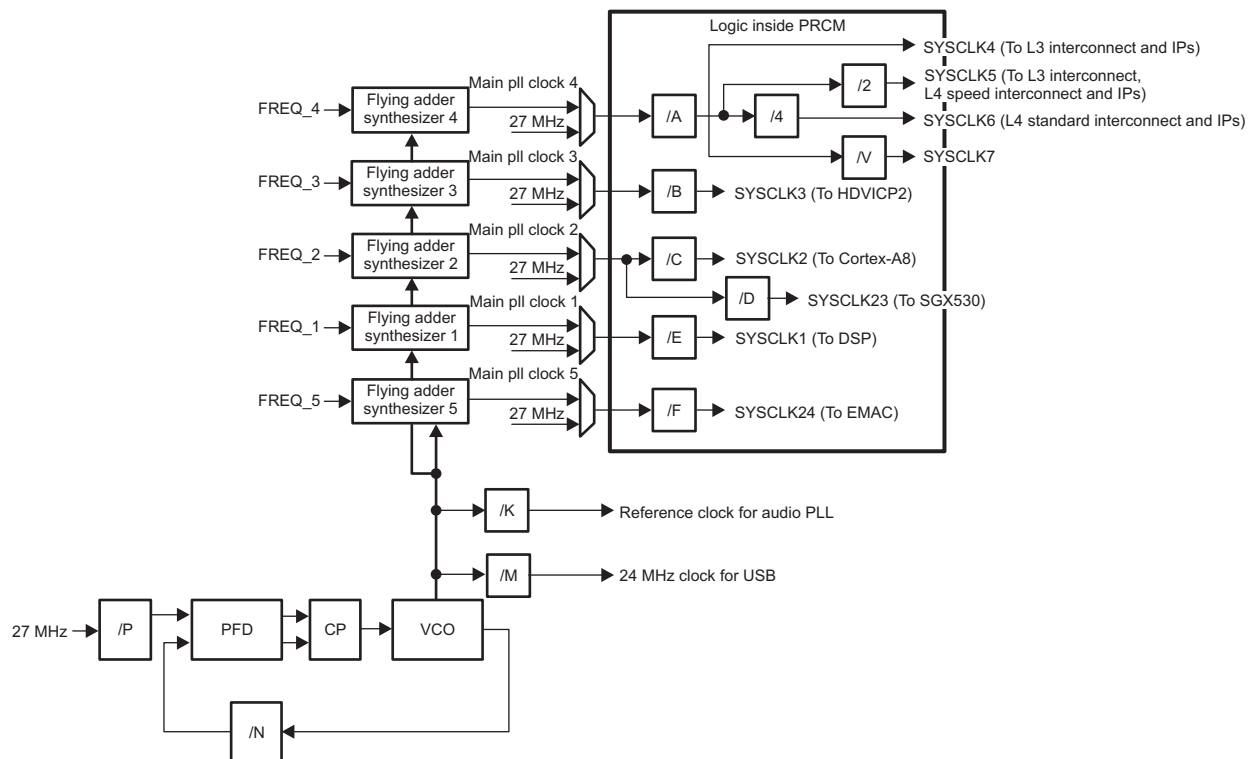 Logic inside PRCM
SYSCLK4 (To L3 interconnect and IPs)
/2
SYSCLK5 (To L3 interconnect,
L4 speed interconnect and IPs)
Main pll clock 4
FREQ_4
Flying adder
synthesizer 4
27 MHz
/A
/4
SYSCLK6 (L4 standard interconnect and IPs)
/V
SYSCLK7
Main pll clock 3
FREQ_3
Flying adder
synthesizer 3
27 MHz
/B
SYSCLK3 (To HDVICP2)
Main pll clock 2
FREQ_2
Flying adder
synthesizer 2
27 MHz
/C
SYSCLK2 (To Cortex-A8)
/D
SYSCLK23 (To SGX530)
Main pll clock 1
FREQ_1
Flying adder
synthesizer 1
27 MHz
/E
SYSCLK1 (To DSP)
Main pll clock 5
FREQ_5
Flying adder
synthesizer 5
27 MHz
/F
SYSCLK24 (To EMAC)
/K
Reference clock for audio PLL
/M
24 MHz clock for USB
27 MHz
/P
PFD
CP
VCO
/N